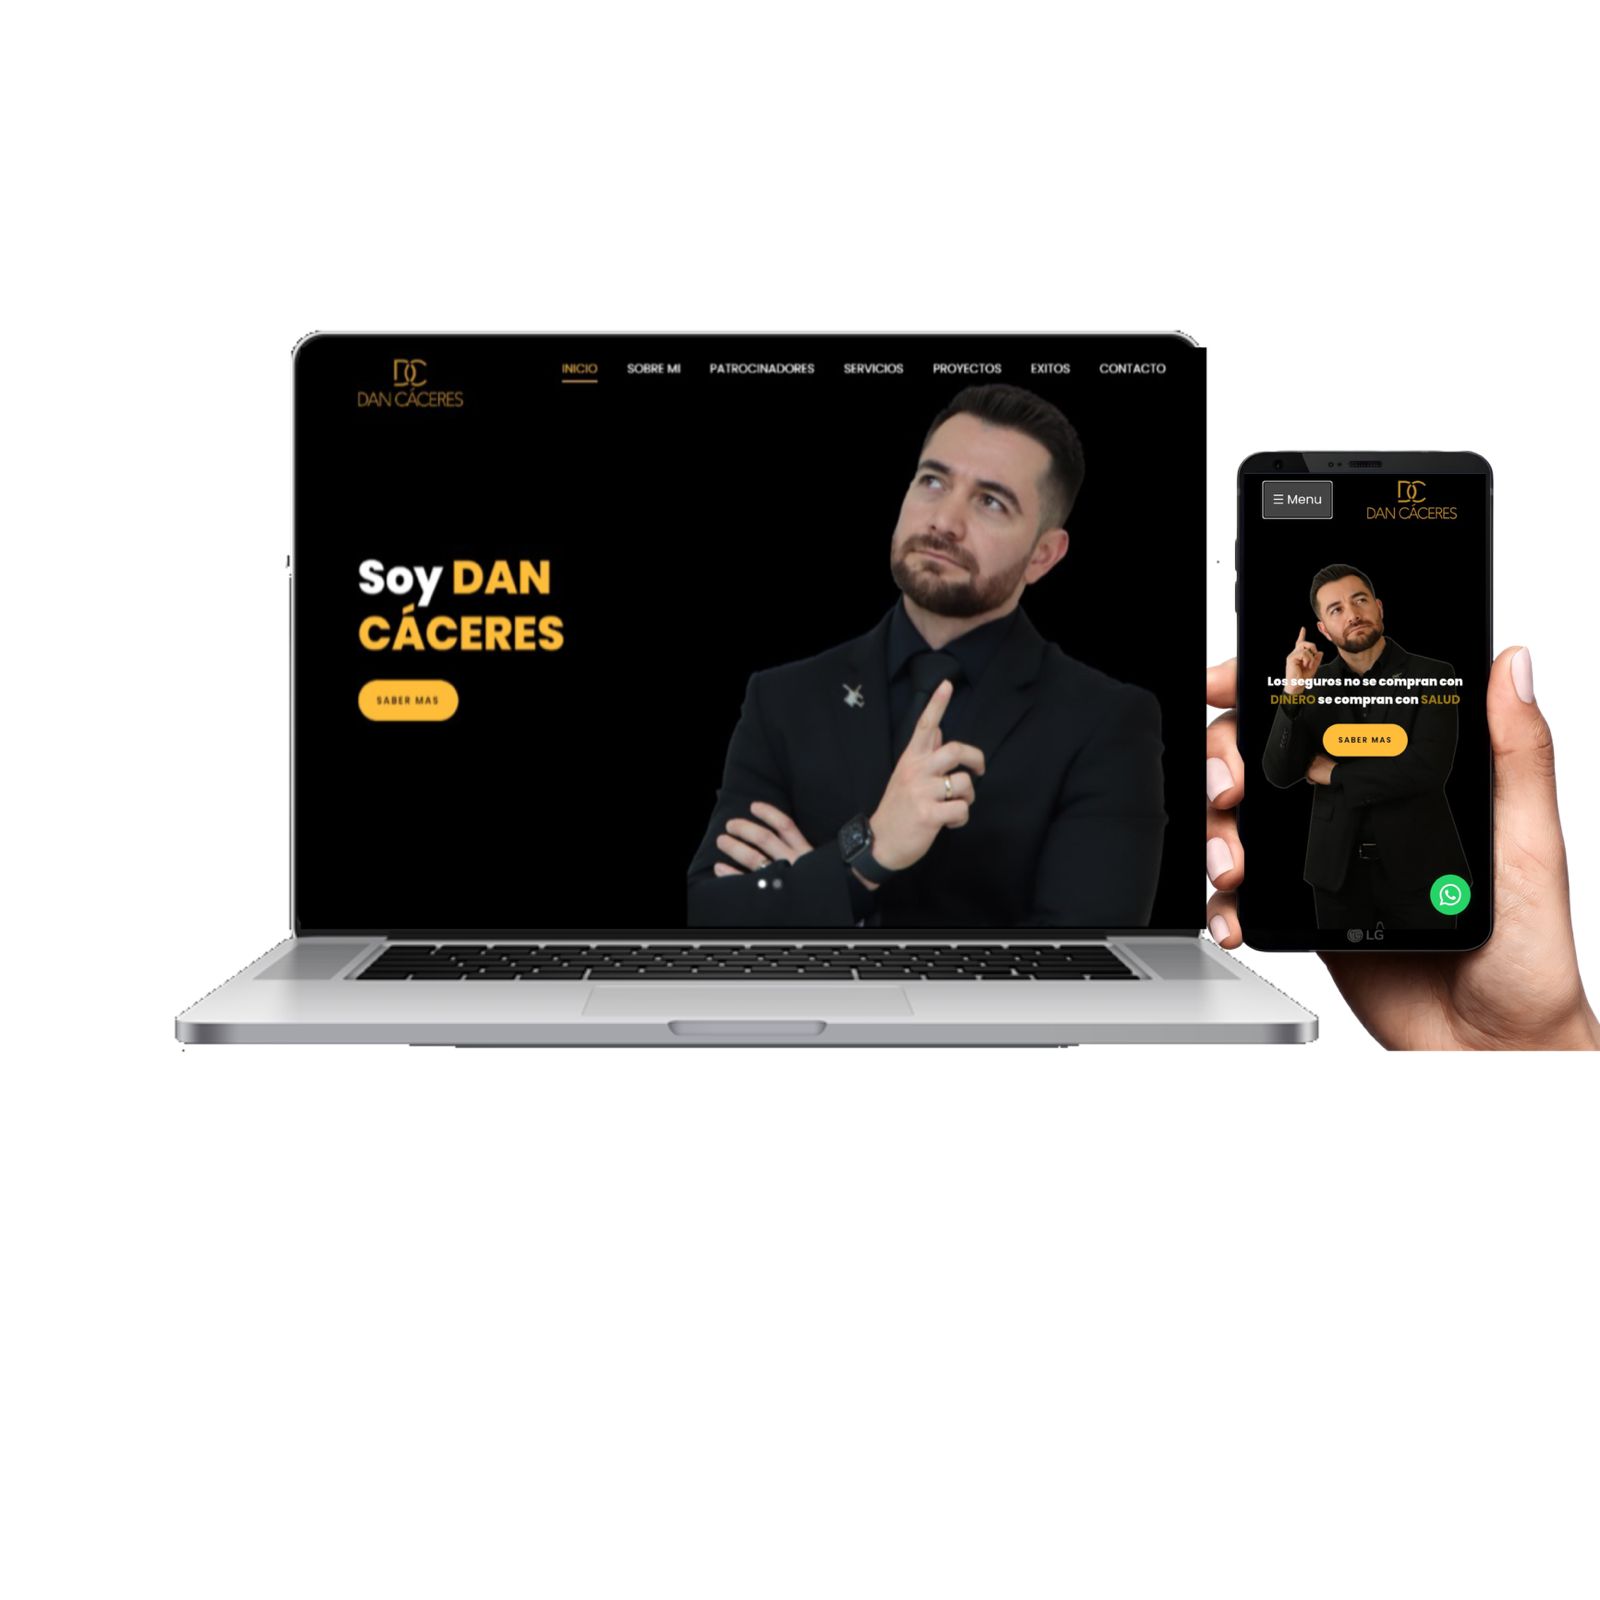 DC
DAN CÁCERES
INICIO SOBRE MI PATROCINADORES SERVICIOS PROYECTOS EXITOS CONTACTO
Soy DAN
CÁCERES
SABER MAS
☰ Menu
DC
DAN CÁCERES
Los seguros no se compran con
DINERO se compran con SALUD
SABER MAS
LG